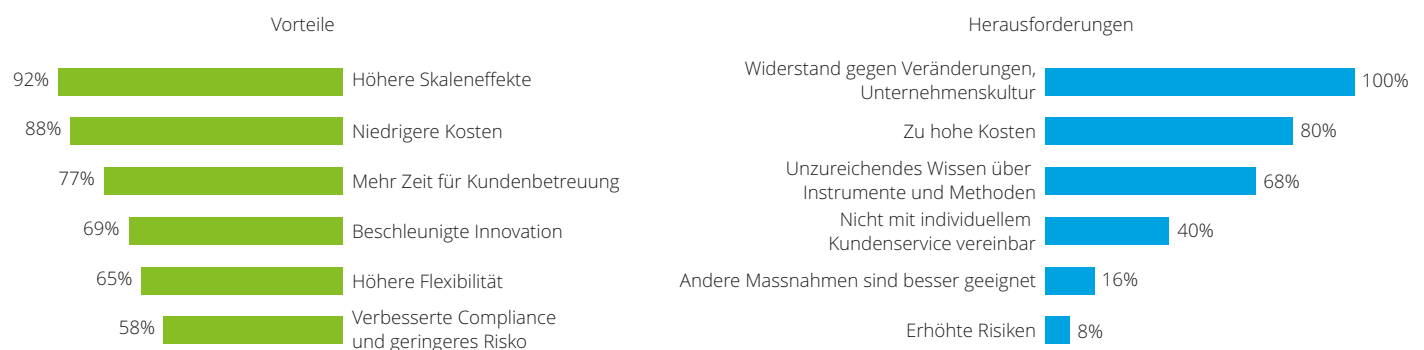 Vorteile
92%
Höhere Skaleneffekte
88%
Niedrigere Kosten
77%
Mehr Zeit für Kundenbetreuung
69%
Beschleunigte Innovation
65%
Höhere Flexibilität
58%
Verbesserte Compliance
und geringeres Risko
Herausforderungen
Widerstand gegen Veränderungen,
Unternehmenskultur
100%
Zu hohe Kosten
80%
Unzureichendes Wissen über
Instrumente und Methoden
68%
Nicht mit individuellem
Kundenservice vereinbar
40%
Andere Massnahmen sind besser geeignet
16%
Erhöhte Risiken
8%